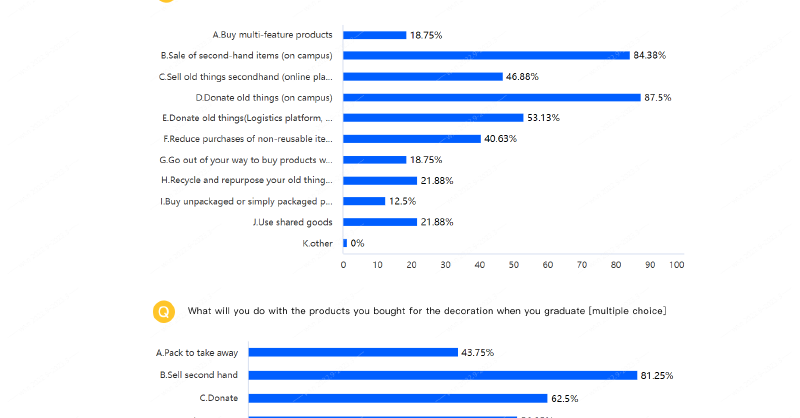 A.Buy multi-feature products 18.75%
B.Sale of second-hand items (on campus) 84.38%
C.Sell old things secondhand (online pla... 46.88%
D.Donate old things (on campus) 87.5%
E.Donate old things(Logistics platform, ... 53.13%
F.Reduce purchases of non-reusable ite... 40.63%
G.Go out of your way to buy products w... 18.75%
H.Recycle and repurpose your old thing... 21.88%
I.Buy unpackaged or simply packaged p... 12.5%
J.Use shared goods 21.88%
K.other 0%
0 10 20 30 40 50 60 70 80 90 100
Q What will you do with the products you bought for the decoration when you graduate [multiple choice]
A.Pack to take away 43.75%
B.Sell second hand 81.25%
C.Donate 62.5%